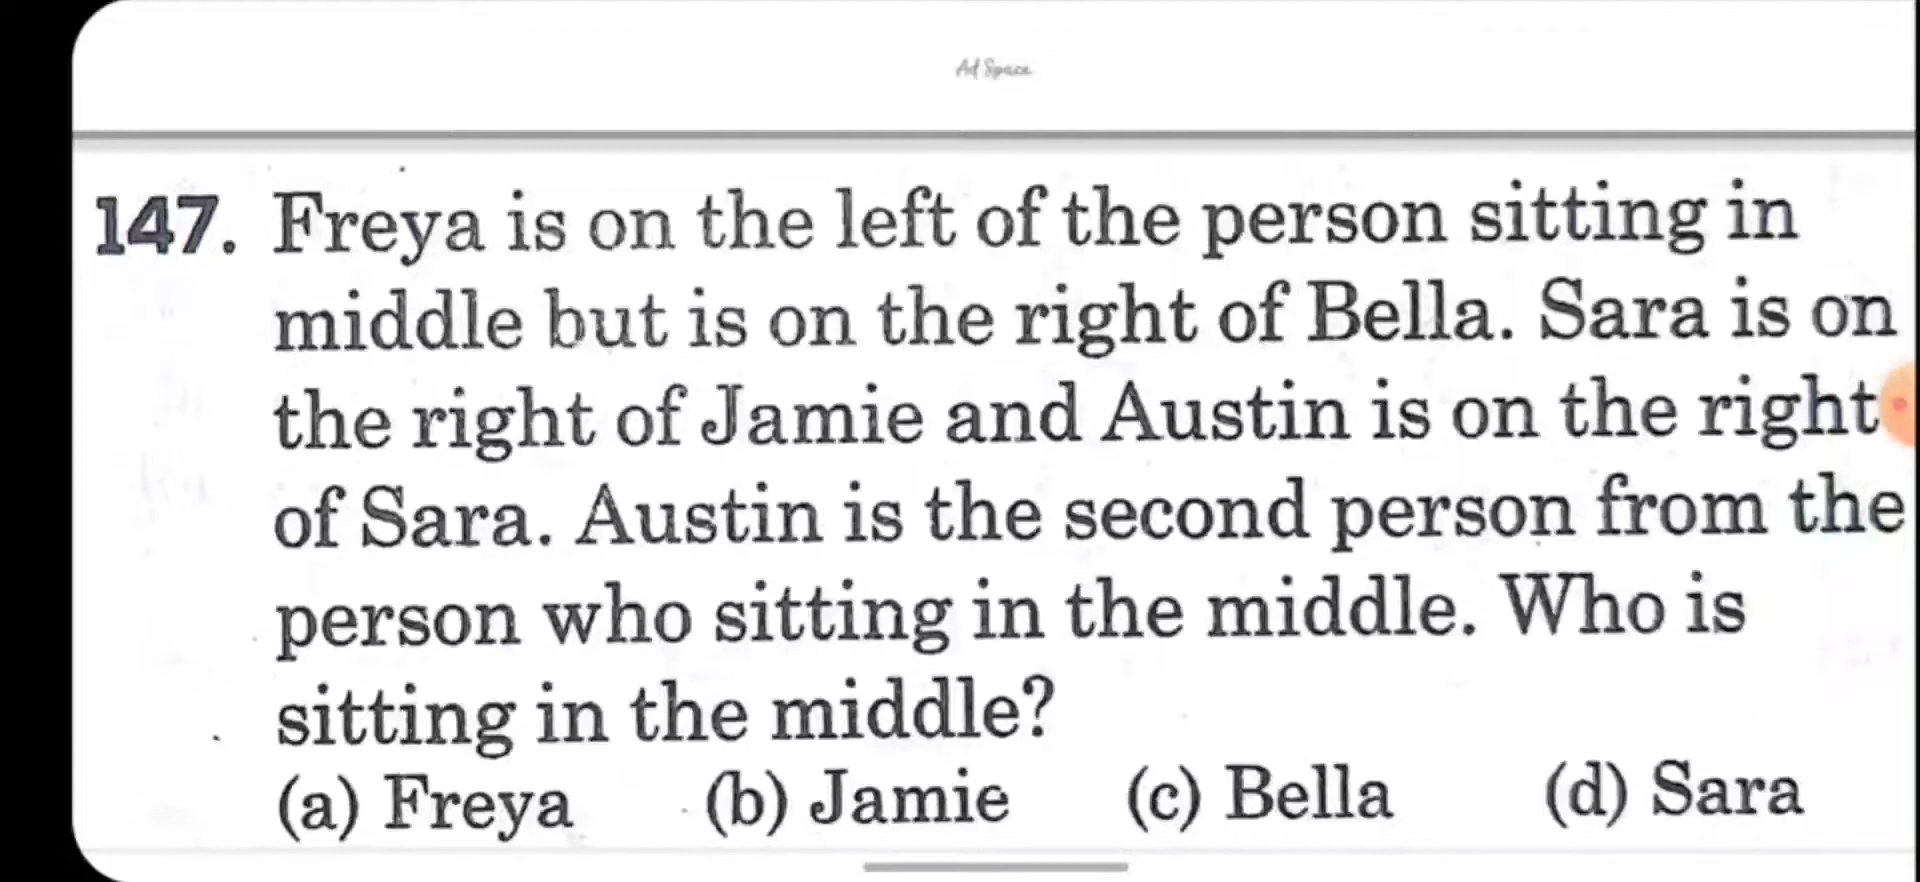 Ad Space
147. Freya is on the left of the person sitting in
middle but is on the right of Bella. Sara is on
the right of Jamie and Austin is on the right
of Sara. Austin is the second person from the
person who sitting in the middle. Who is
sitting in the middle?
(a) Freya (b) Jamie (c) Bella (d) Sara